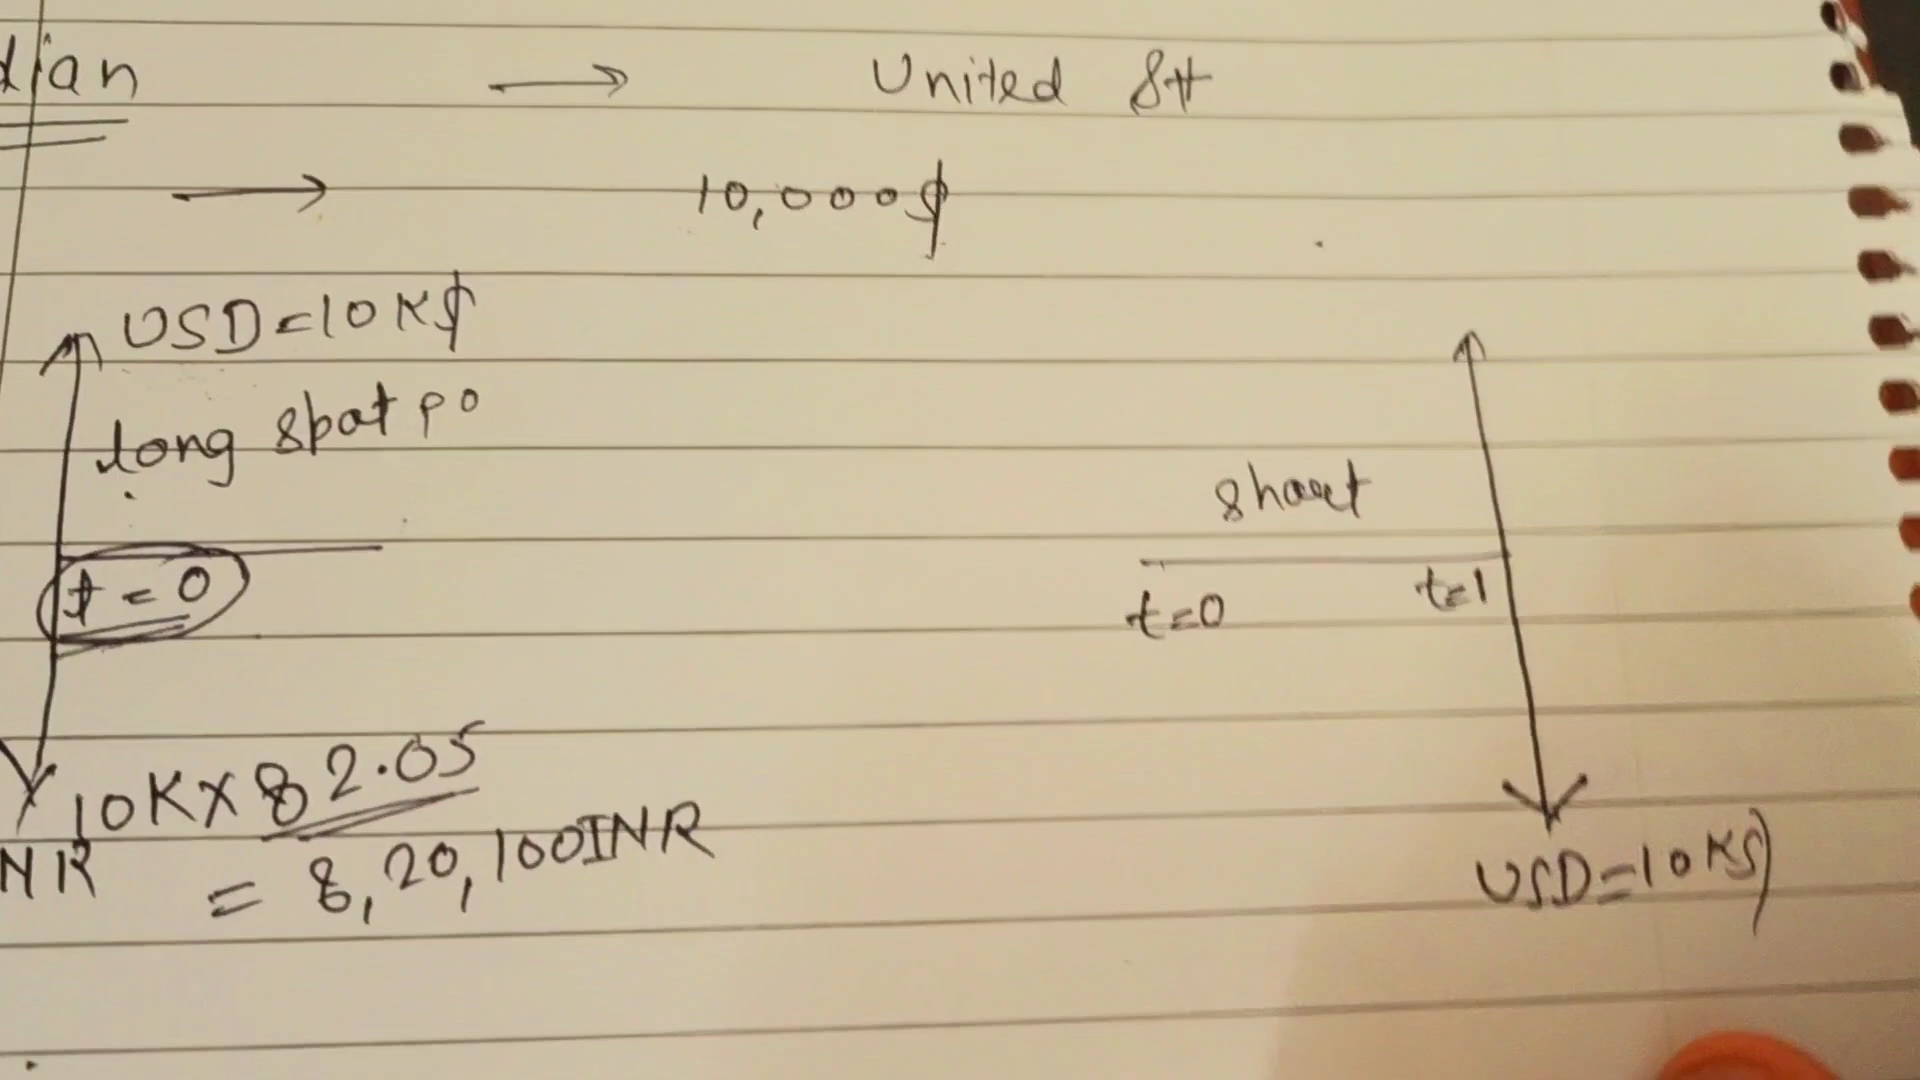 dian → United St
→ 10,000$
USD=10K$
long spot po
short
t=0
t=0 t=1
10K×82.05
NR = 8,20,100INR
USD=10K$